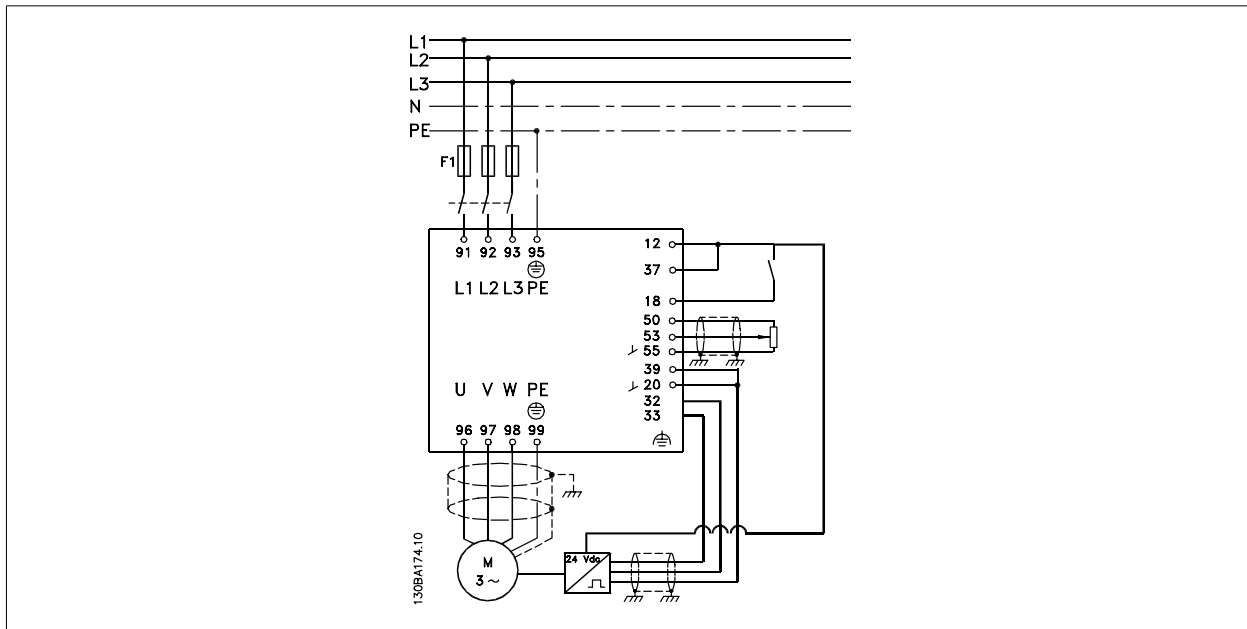 L1
L2
L3
N
PE
F1
91 92 93 95
L1 L2 L3 PE
12
37
18
50
53
55
39
20
32
33
U V W PE
96 97 98 99
M
3 ~
24 Vdc
130BA174.10